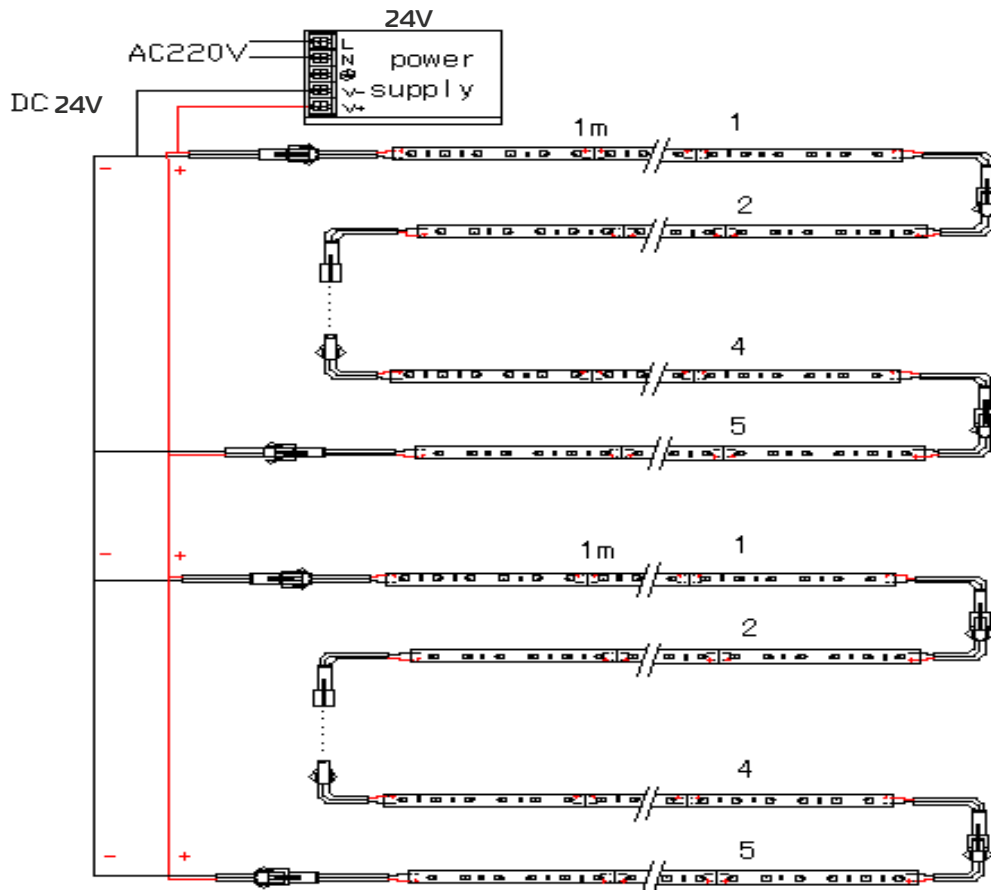 24V
AC220V
L
N
power
V-
supply
V+
DC 24V
1m
1
- +
2
4
5
- +
1m
1
2
4
- +
5